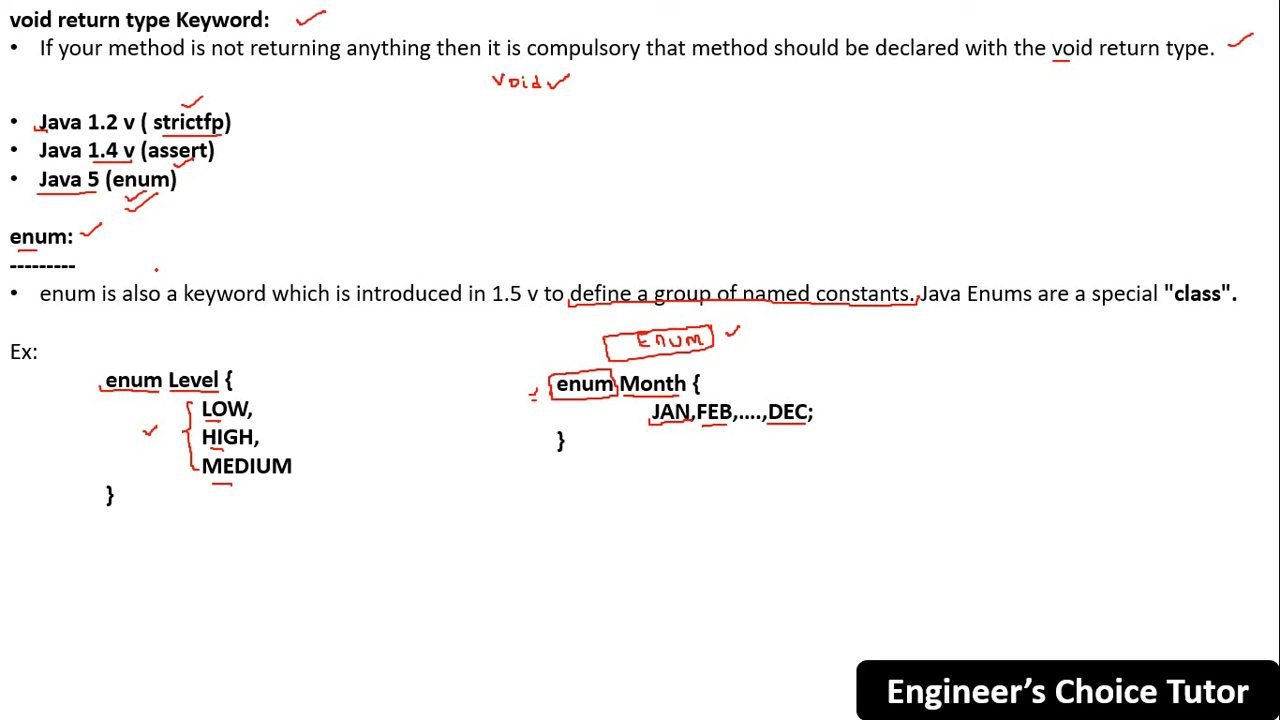 void return type Keyword:
• If your method is not returning anything then it is compulsory that method should be declared with the void return type.
void
• Java 1.2 v ( strictfp)
• Java 1.4 v (assert)
• Java 5 (enum)
enum:
---------
• enum is also a keyword which is introduced in 1.5 v to define a group of named constants. Java Enums are a special "class".
Ex:
Enum
enum Level {
LOW,
HIGH,
MEDIUM
}
enum Month {
JAN,FEB,....,DEC;
}
Engineer’s Choice Tutor